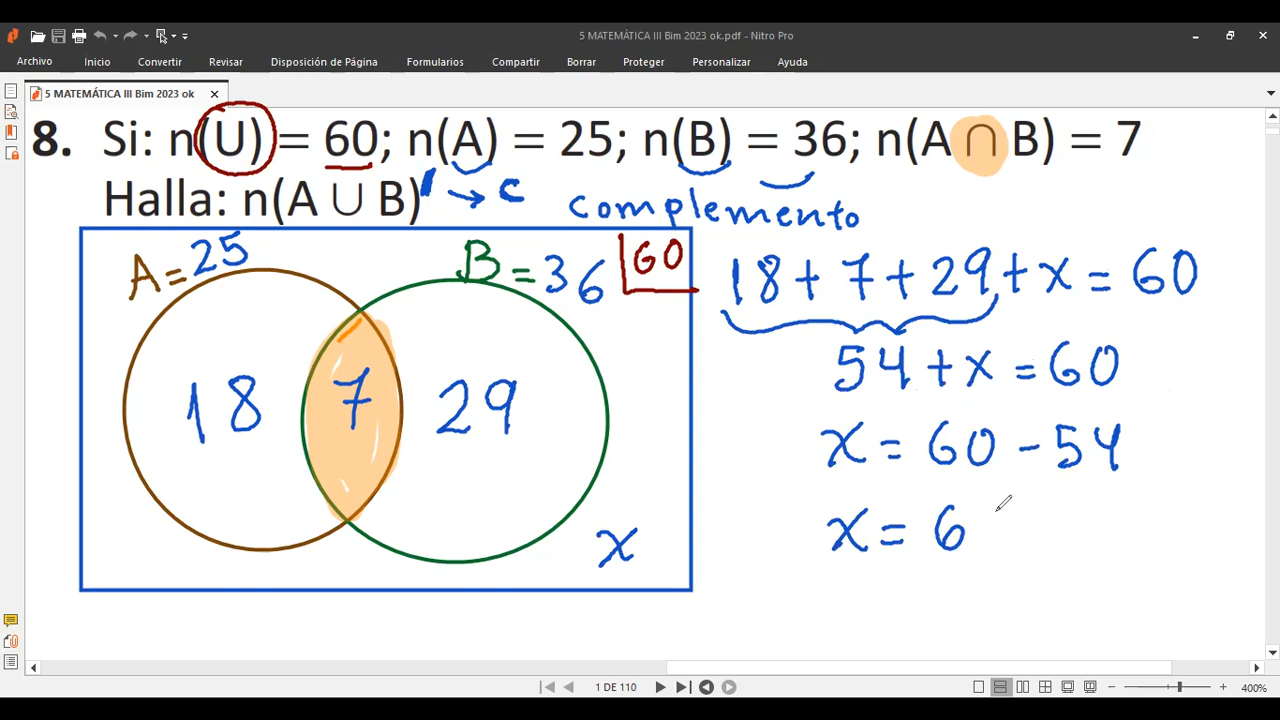 5 MATEMÁTICA III Bim 2023 ok.pdf - Nitro Pro
Archivo Inicio Convertir Revisar Disposición de Página Formularios Compartir Borrar Proteger Personalizar Ayuda
5 MATEMÁTICA III Bim 2023 ok
8. Si: n(U) = 60; n(A) = 25; n(B) = 36; n(A ∩ B) = 7
Halla: n(A ∪ B)' → c complemento
A = 25
B = 36
60
18 7 29
x
18 + 7 + 29 + x = 60
54 + x = 60
x = 60 - 54
x = 6
1 DE 110
400%